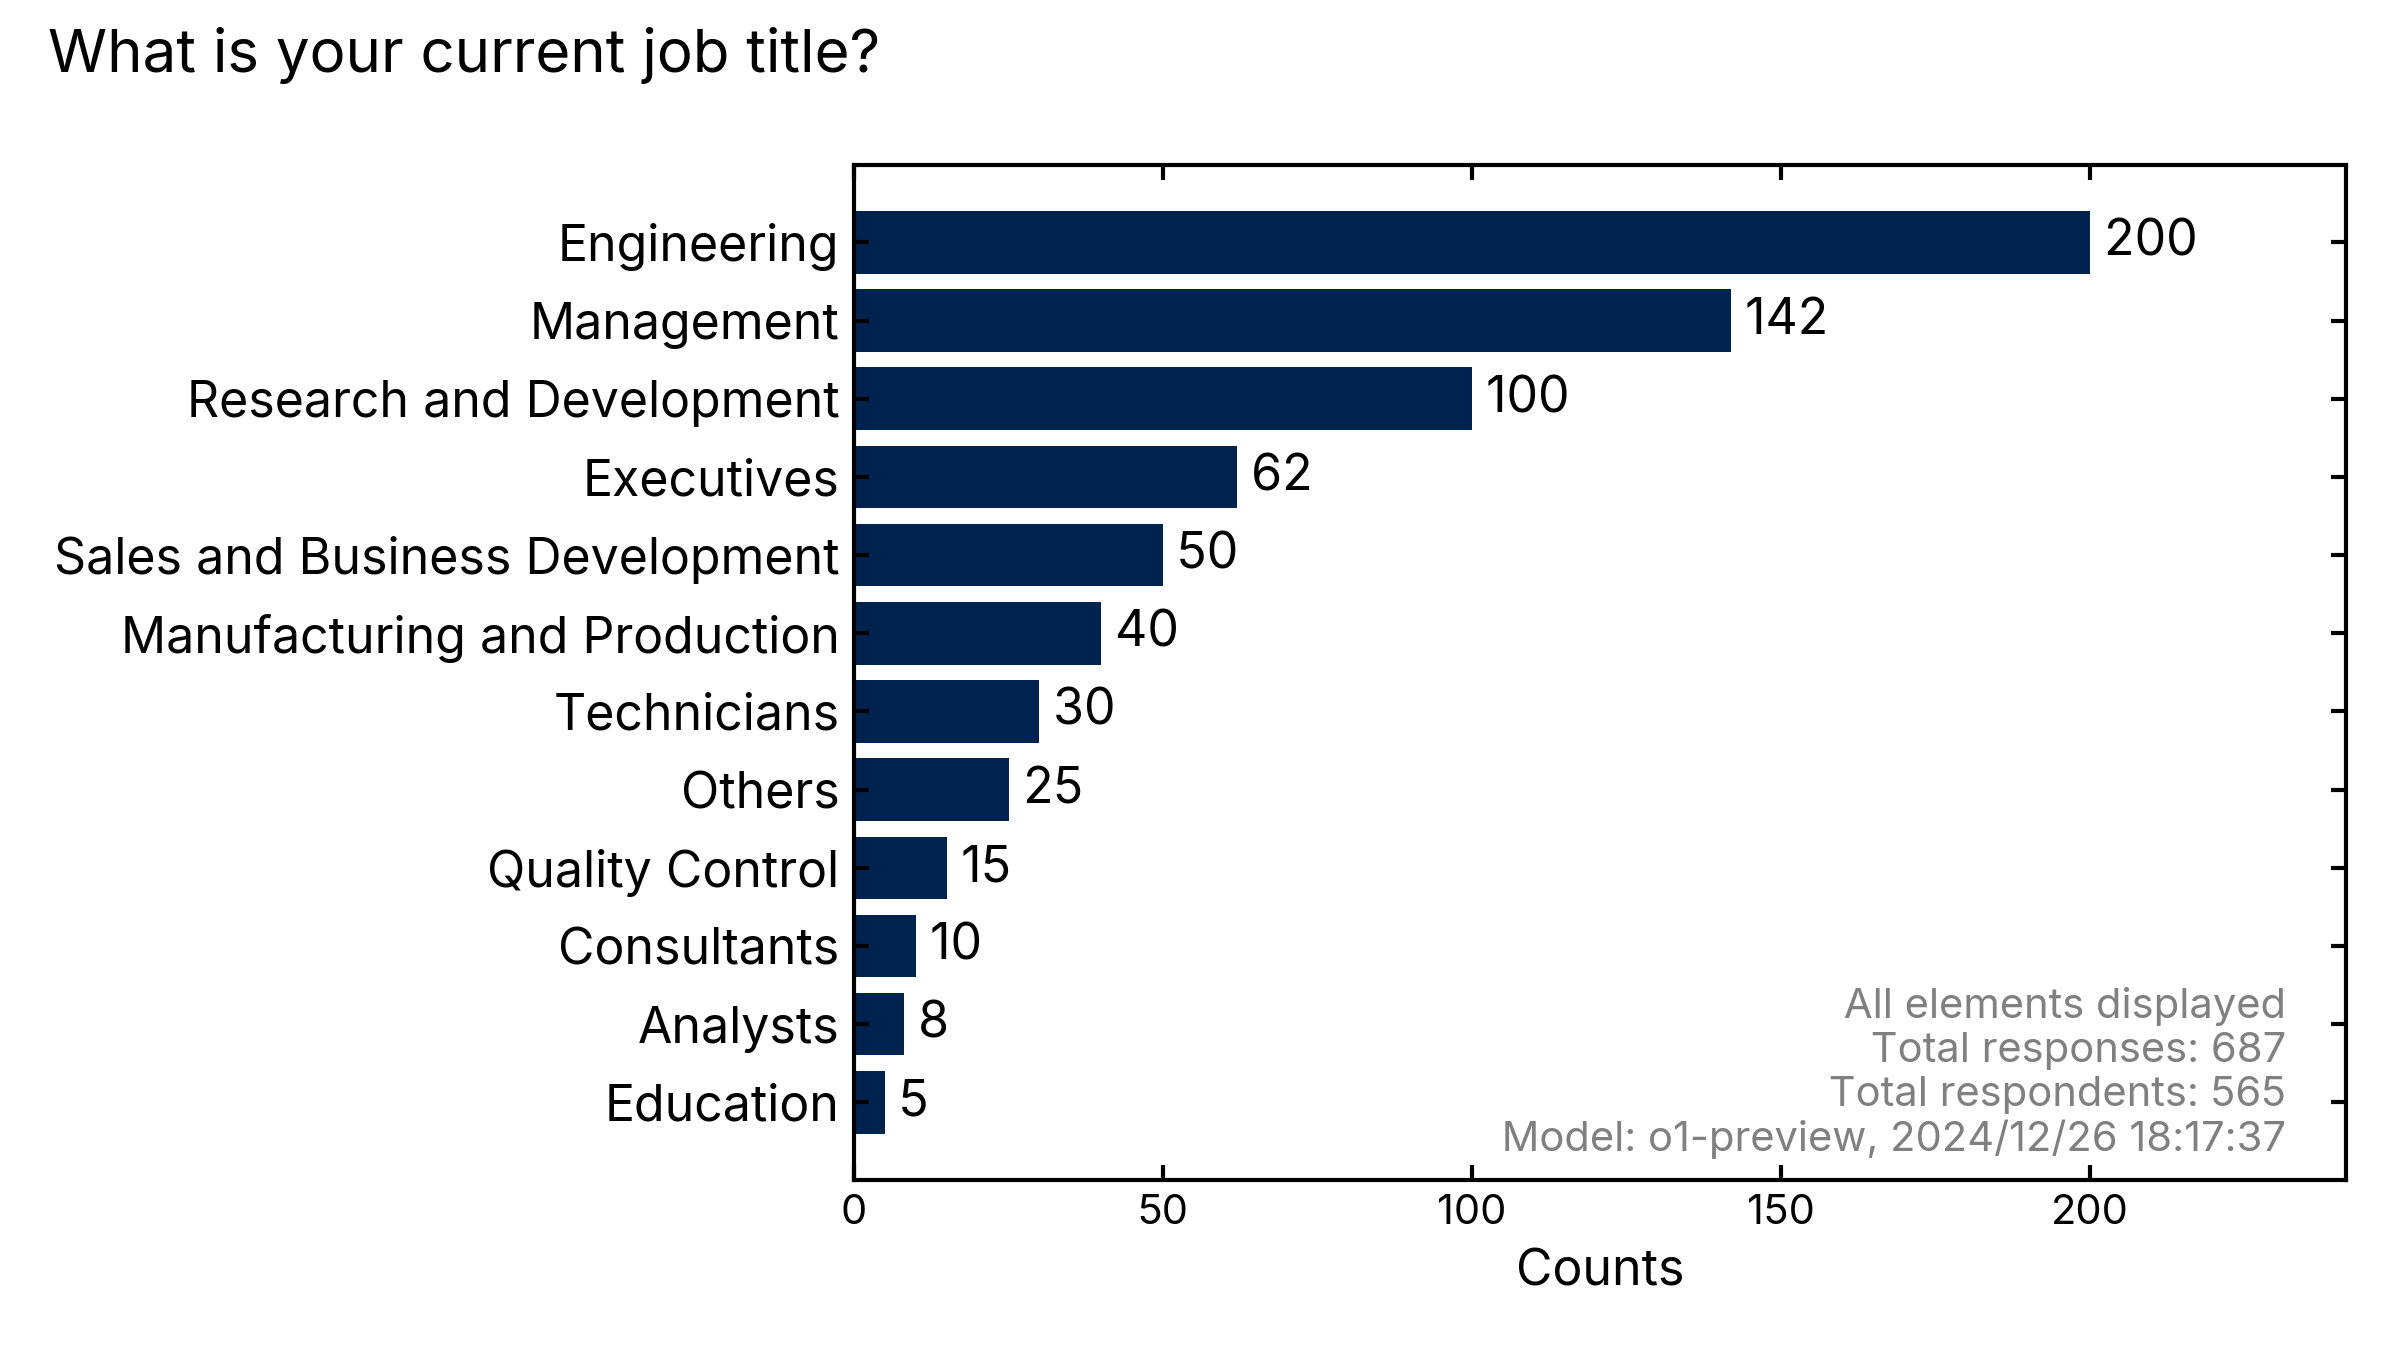 What is your current job title?
Engineering 200
Management 142
Research and Development 100
Executives 62
Sales and Business Development 50
Manufacturing and Production 40
Technicians 30
Others 25
Quality Control 15
Consultants 10
Analysts 8
Education 5
All elements displayed
Total responses: 687
Total respondents: 565
Model: o1-preview, 2024/12/26 18:17:37
0 50 100 150 200
Counts